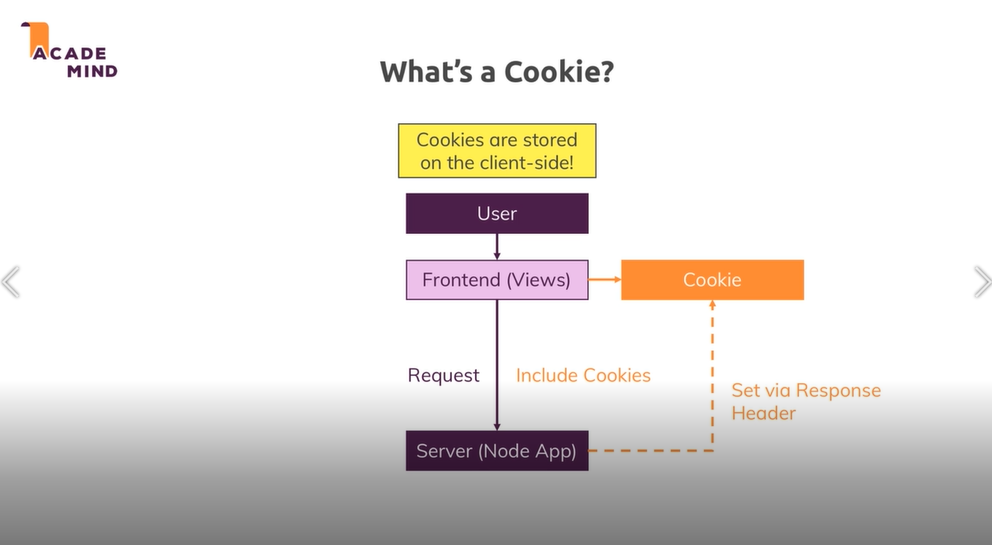 ACADE
MIND
What's a Cookie?
Cookies are stored
on the client-side!
User
Frontend (Views)
Cookie
Request
Include Cookies
Set via Response
Header
Server (Node App)